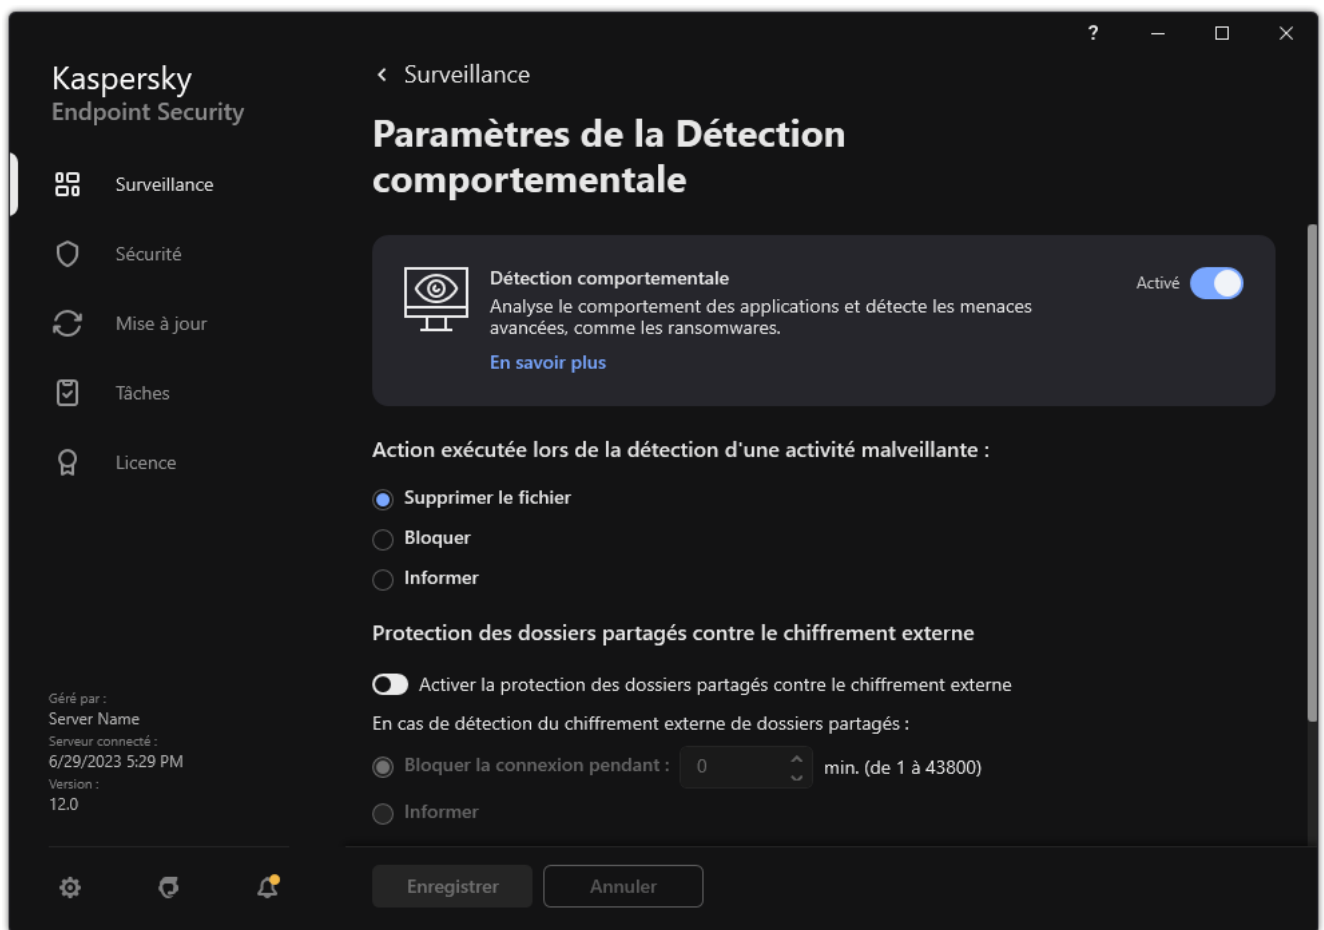 ?
Kaspersky
Endpoint Security
Surveillance
Sécurité
Mise à jour
Tâches
Licence
Géré par :
Server Name
Serveur connecté :
6/29/2023 5:29 PM
Version :
12.0
Surveillance
Paramètres de la Détection
comportementale
Détection comportementale
Activé
Analyse le comportement des applications et détecte les menaces
avancées, comme les ransomwares.
En savoir plus
Action exécutée lors de la détection d'une activité malveillante :
Supprimer le fichier
Bloquer
Informer
Protection des dossiers partagés contre le chiffrement externe
Activer la protection des dossiers partagés contre le chiffrement externe
En cas de détection du chiffrement externe de dossiers partagés :
Bloquer la connexion pendant : 0 min. (de 1 à 43800)
Informer
Enregistrer
Annuler